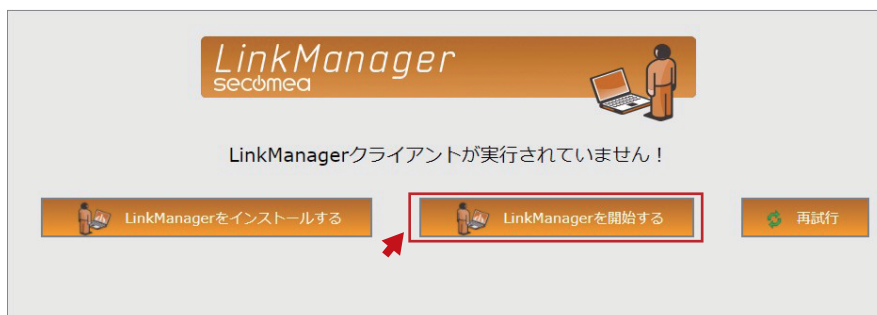 LinkManager
secomea
LinkManagerクライアントが実行されていません！
LinkManagerをインストールする
LinkManagerを開始する
再試行